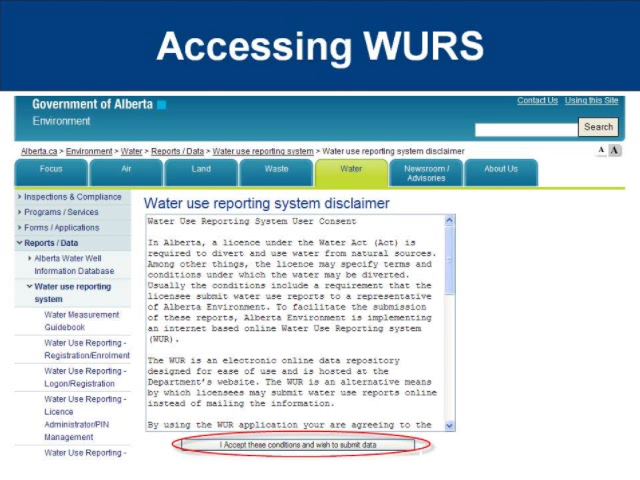 Accessing WURS
Government of Alberta
Environment
Contact Us Using this Site
Search
Alberta.ca > Environment > Water > Reports / Data > Water use reporting system > Water use reporting system disclaimer
A A
Focus Air Land Waste Water Newsroom / Advisories About Us
Inspections & Compliance
Programs / Services
Forms / Applications
Reports / Data
Alberta Water Well
Information Database
Water use reporting
system
Water Measurement
Guidebook
Water Use Reporting -
Registration/Enrolment
Water Use Reporting -
Logon/Registration
Water Use Reporting -
Licence
Administrator/PIN
Management
Water Use Reporting -
Water use reporting system disclaimer
Water Use Reporting System User Consent
In Alberta, a licence under the Water Act (Act) is
required to divert and use water from natural sources.
Among other things, the licence may specify terms and
conditions under which the water may be diverted.
Usually the conditions include a requirement that the
licensee submit water use reports to a representative
of Alberta Environment. To facilitate the submission
of these reports, Alberta Environment is implementing
an internet based online Water Use Reporting system
(WUR).
The WUR is an electronic online data repository
designed for ease of use and is hosted at the
Department's website. The WUR is an alternative means
by which licensees may submit water use reports online
instead of mailing the information.
By using the WUR application your are agreeing to the
I Accept these conditions and wish to submit data